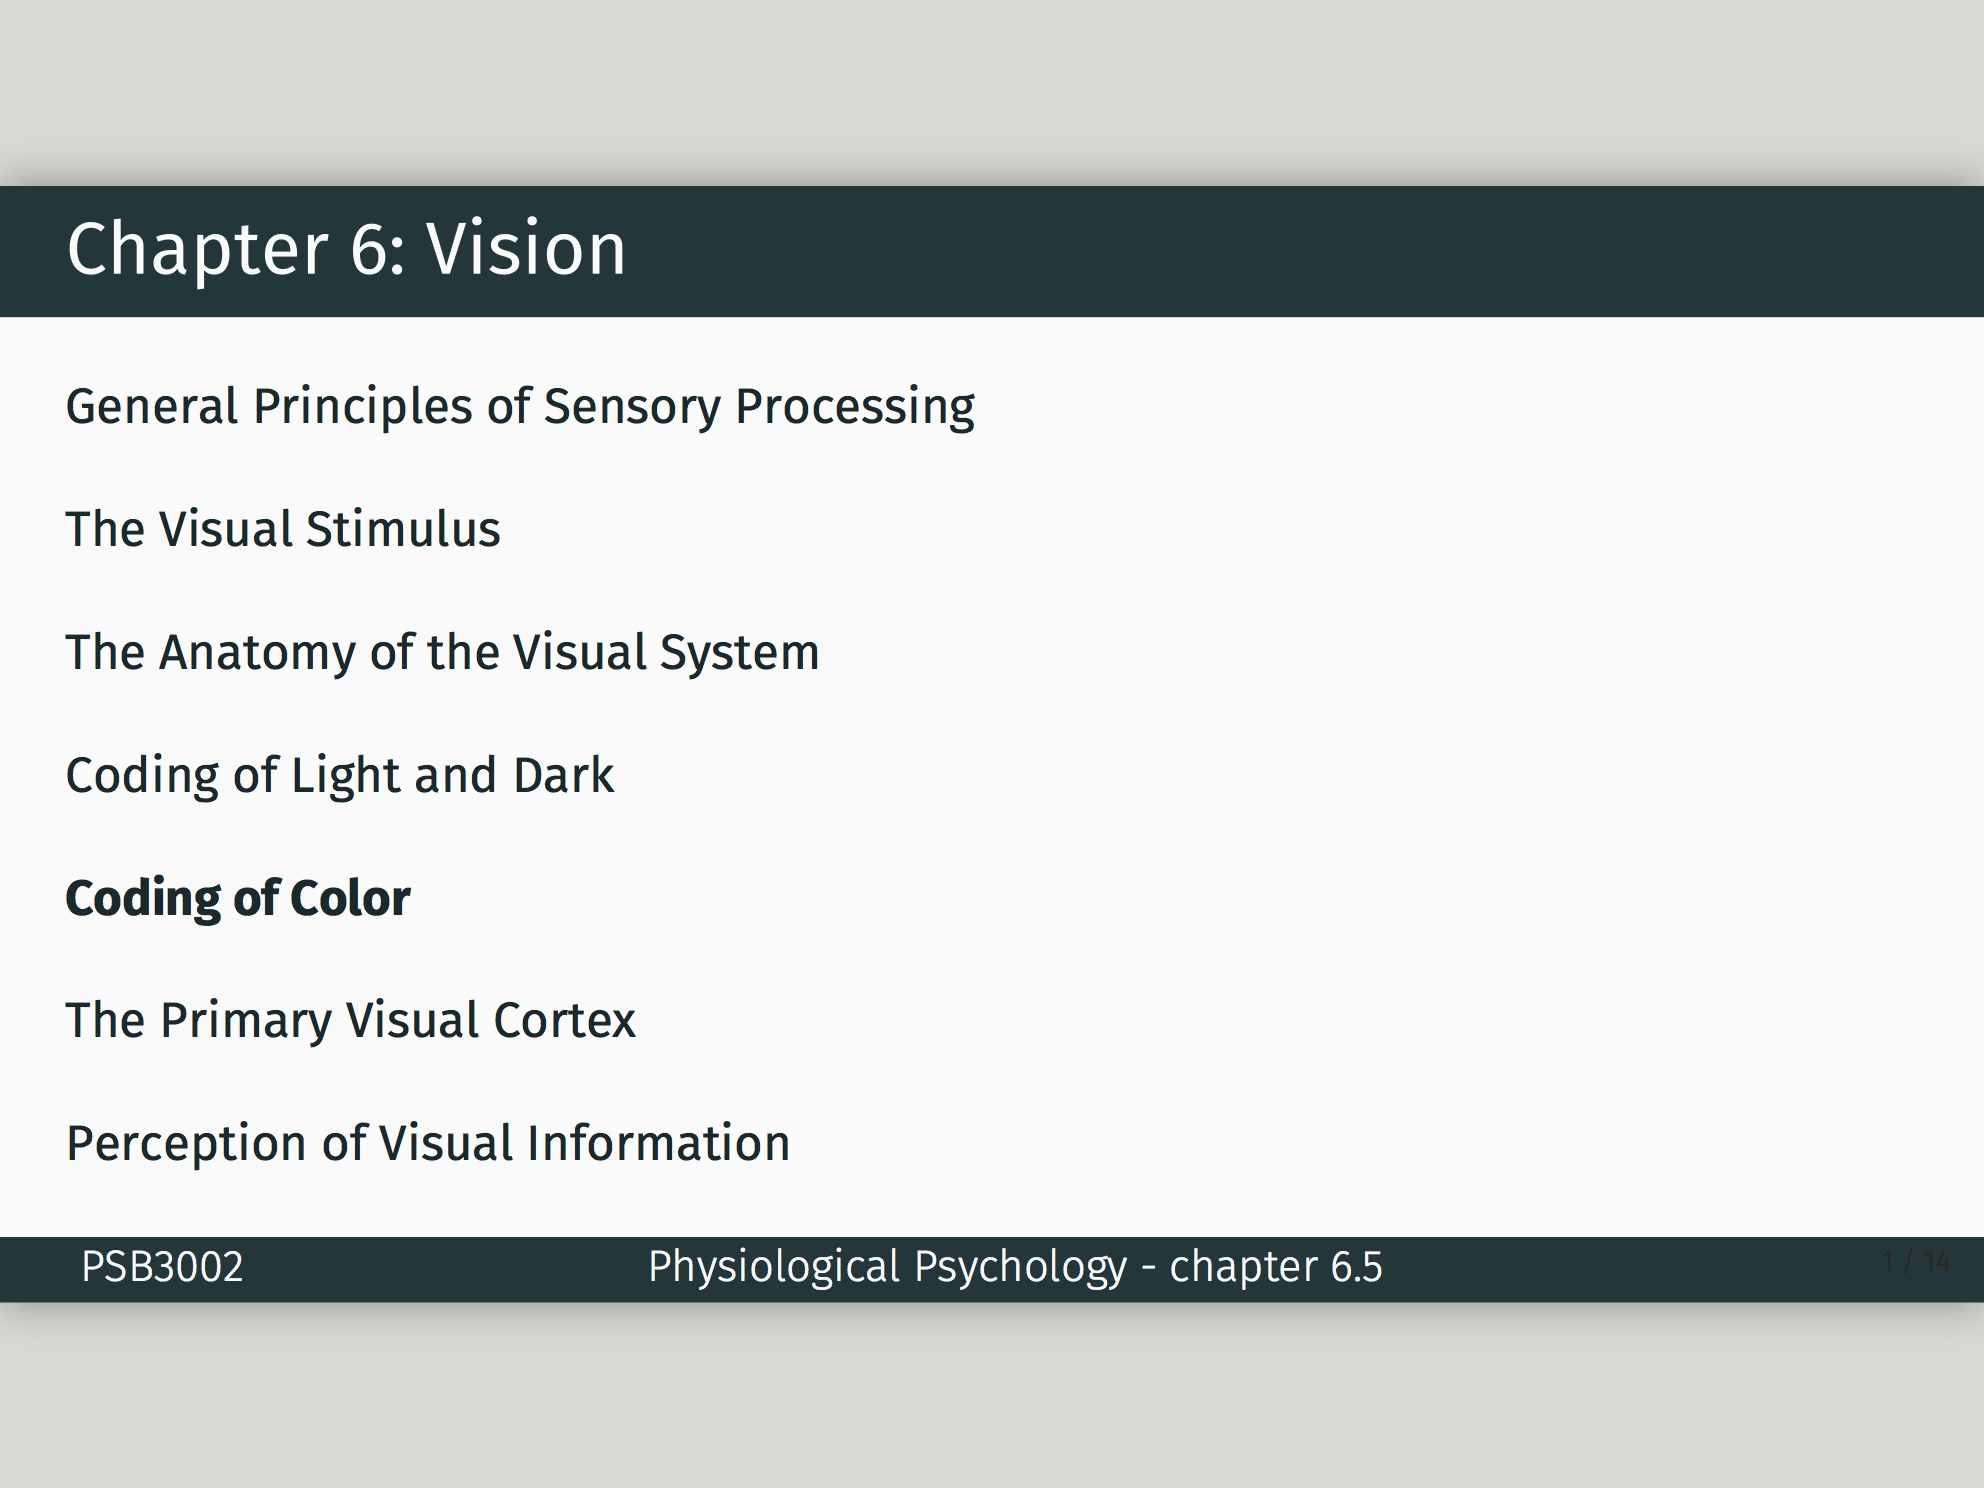 Chapter 6: Vision
General Principles of Sensory Processing
The Visual Stimulus
The Anatomy of the Visual System
Coding of Light and Dark
Coding of Color
The Primary Visual Cortex
Perception of Visual Information
PSB3002
Physiological Psychology - chapter 6.5
1 / 14